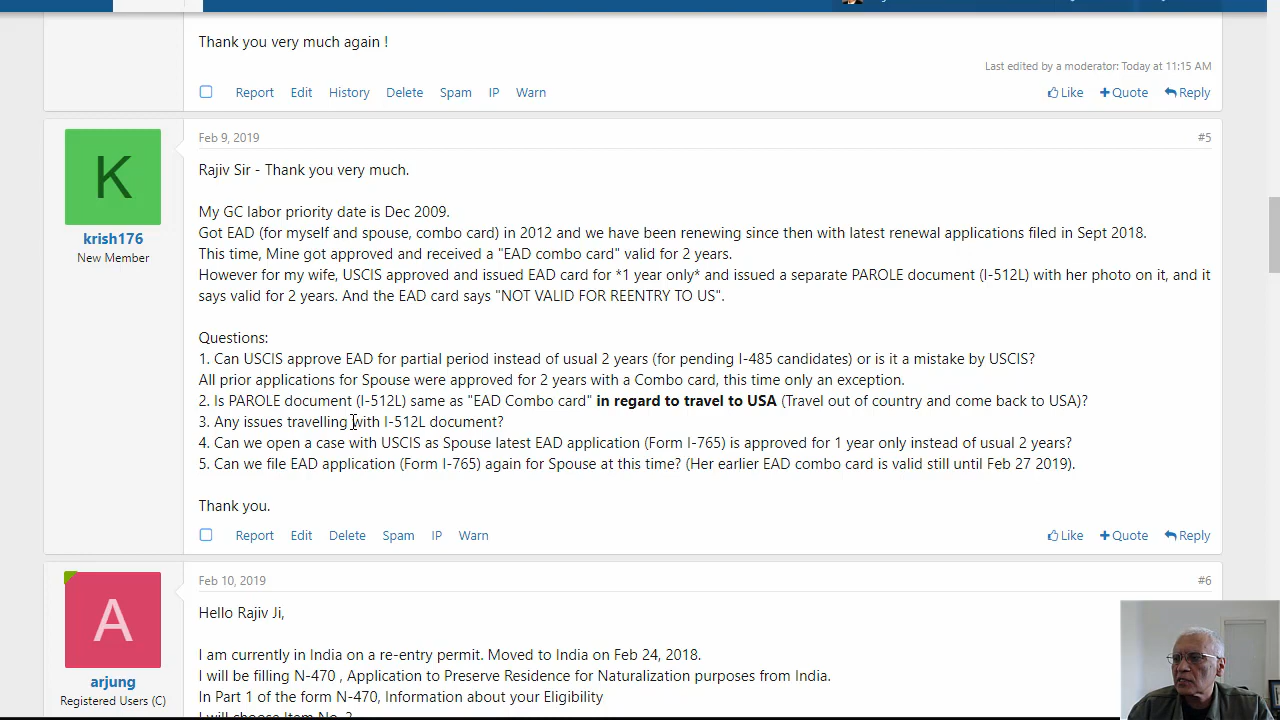 Thank you very much again !
Last edited by a moderator: Today at 11:15 AM
Report Edit History Delete Spam IP Warn
Like Quote Reply
K
krish176
New Member
Feb 9, 2019
#5
Rajiv Sir - Thank you very much.
My GC labor priority date is Dec 2009.
Got EAD (for myself and spouse, combo card) in 2012 and we have been renewing since then with latest renewal applications filed in Sept 2018.
This time, Mine got approved and received a "EAD combo card" valid for 2 years.
However for my wife, USCIS approved and issued EAD card for *1 year only* and issued a separate PAROLE document (I-512L) with her photo on it, and it
says valid for 2 years. And the EAD card says "NOT VALID FOR REENTRY TO US".
Questions:
1. Can USCIS approve EAD for partial period instead of usual 2 years (for pending I-485 candidates) or is it a mistake by USCIS?
All prior applications for Spouse were approved for 2 years with a Combo card, this time only an exception.
2. Is PAROLE document (I-512L) same as "EAD Combo card" in regard to travel to USA (Travel out of country and come back to USA)?
3. Any issues travelling with I-512L document?
4. Can we open a case with USCIS as Spouse latest EAD application (Form I-765) is approved for 1 year only instead of usual 2 years?
5. Can we file EAD application (Form I-765) again for Spouse at this time? (Her earlier EAD combo card is valid still until Feb 27 2019).
Thank you.
Report Edit Delete Spam IP Warn
Like Quote Reply
A
arjung
Registered Users (C)
Feb 10, 2019
#6
Hello Rajiv Ji,
I am currently in India on a re-entry permit. Moved to India on Feb 24, 2018.
I will be filling N-470 , Application to Preserve Residence for Naturalization purposes from India.
In Part 1 of the form N-470, Information about your Eligibility
I will choose Item No. 2